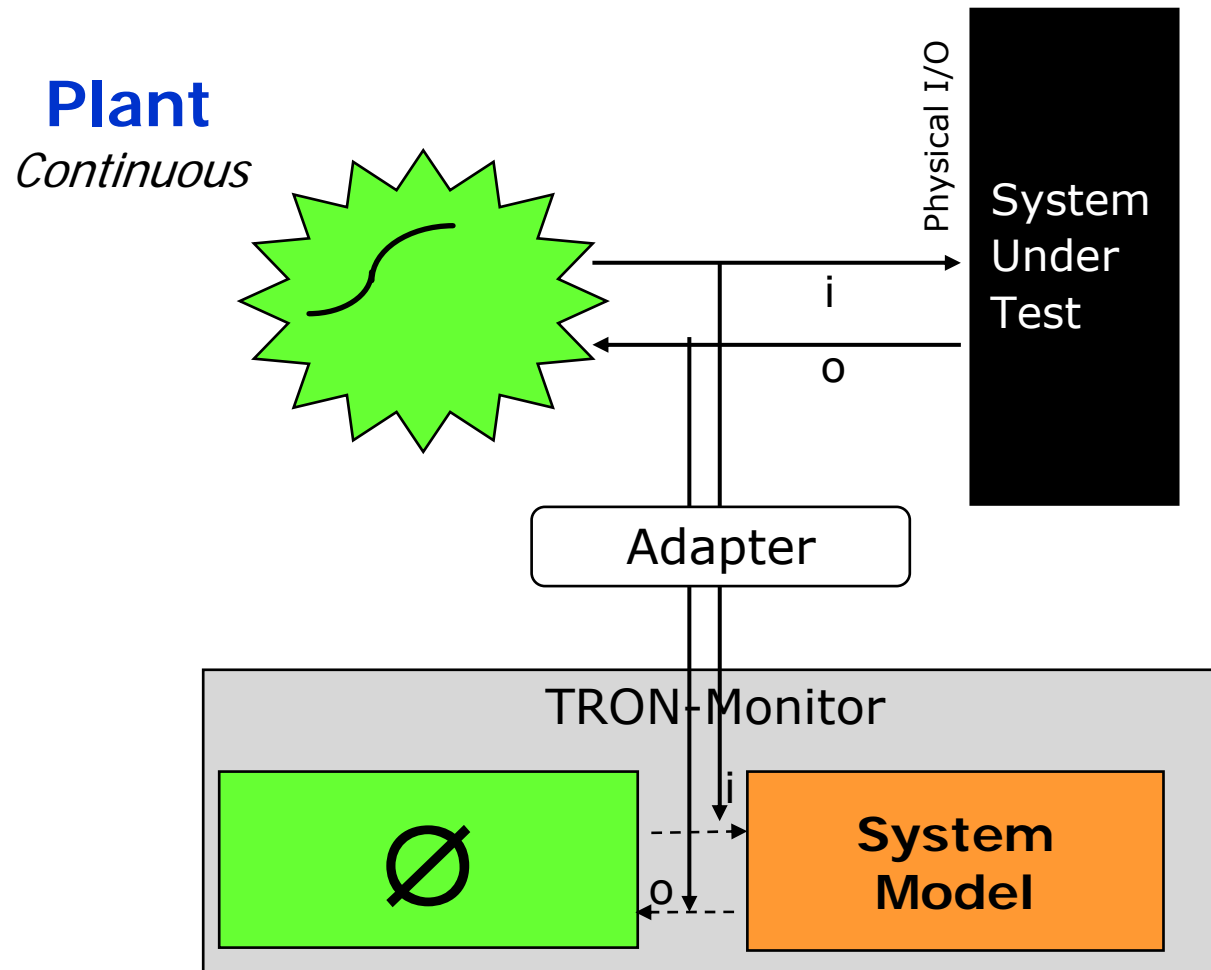 Plant
Continuous
Physical I/O
System
Under
Test
i
o
Adapter
TRON-Monitor
i
Ø
o
System
Model